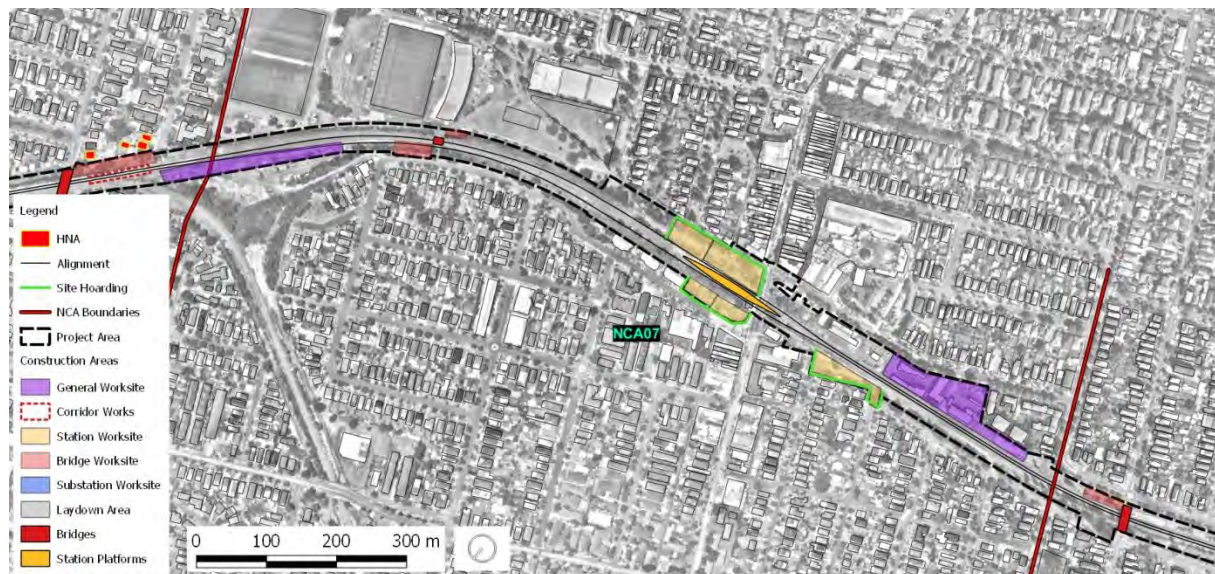 NCA07
Legend
HNA
Alignment
Site Hoarding
NCA Boundaries
Project Area
Construction Areas
General Worksite
Corridor Works
Station Worksite
Bridge Worksite
Substation Worksite
Laydown Area
Bridges
Station Platforms
0 100 200 300 m